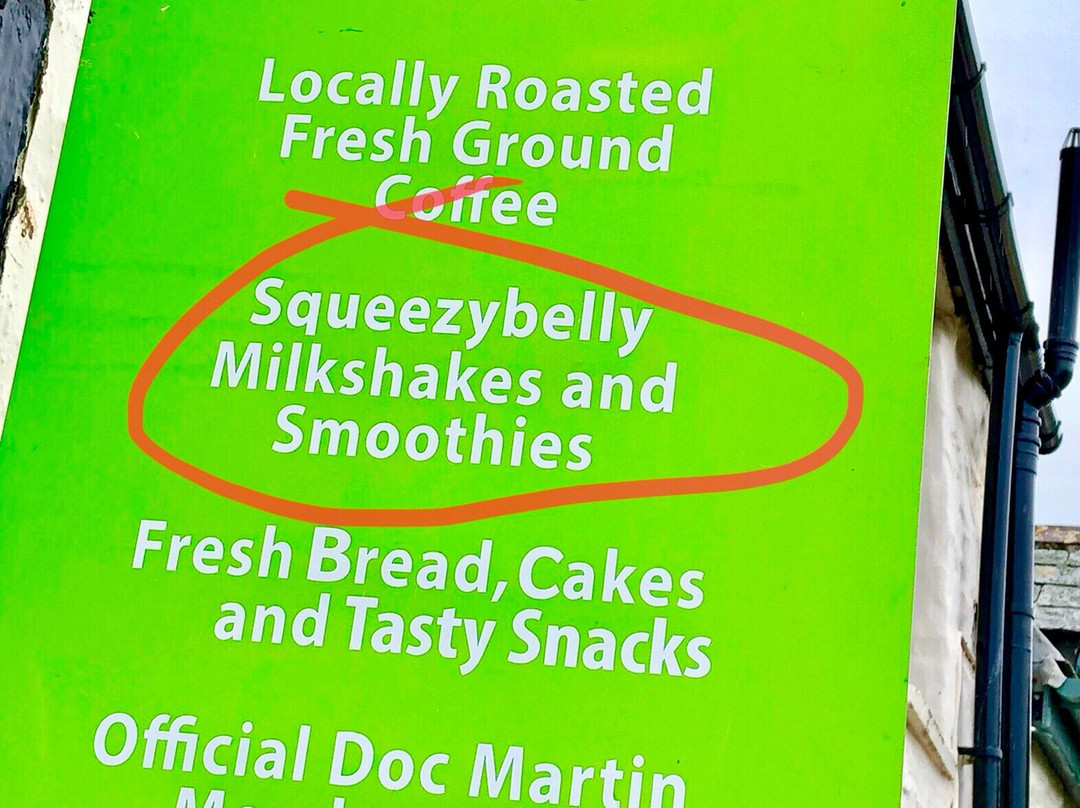 Locally Roasted
Fresh Ground
Coffee
Squeezybelly
Milkshakes and
Smoothies
Fresh Bread, Cakes
and Tasty Snacks
Official Doc Martin